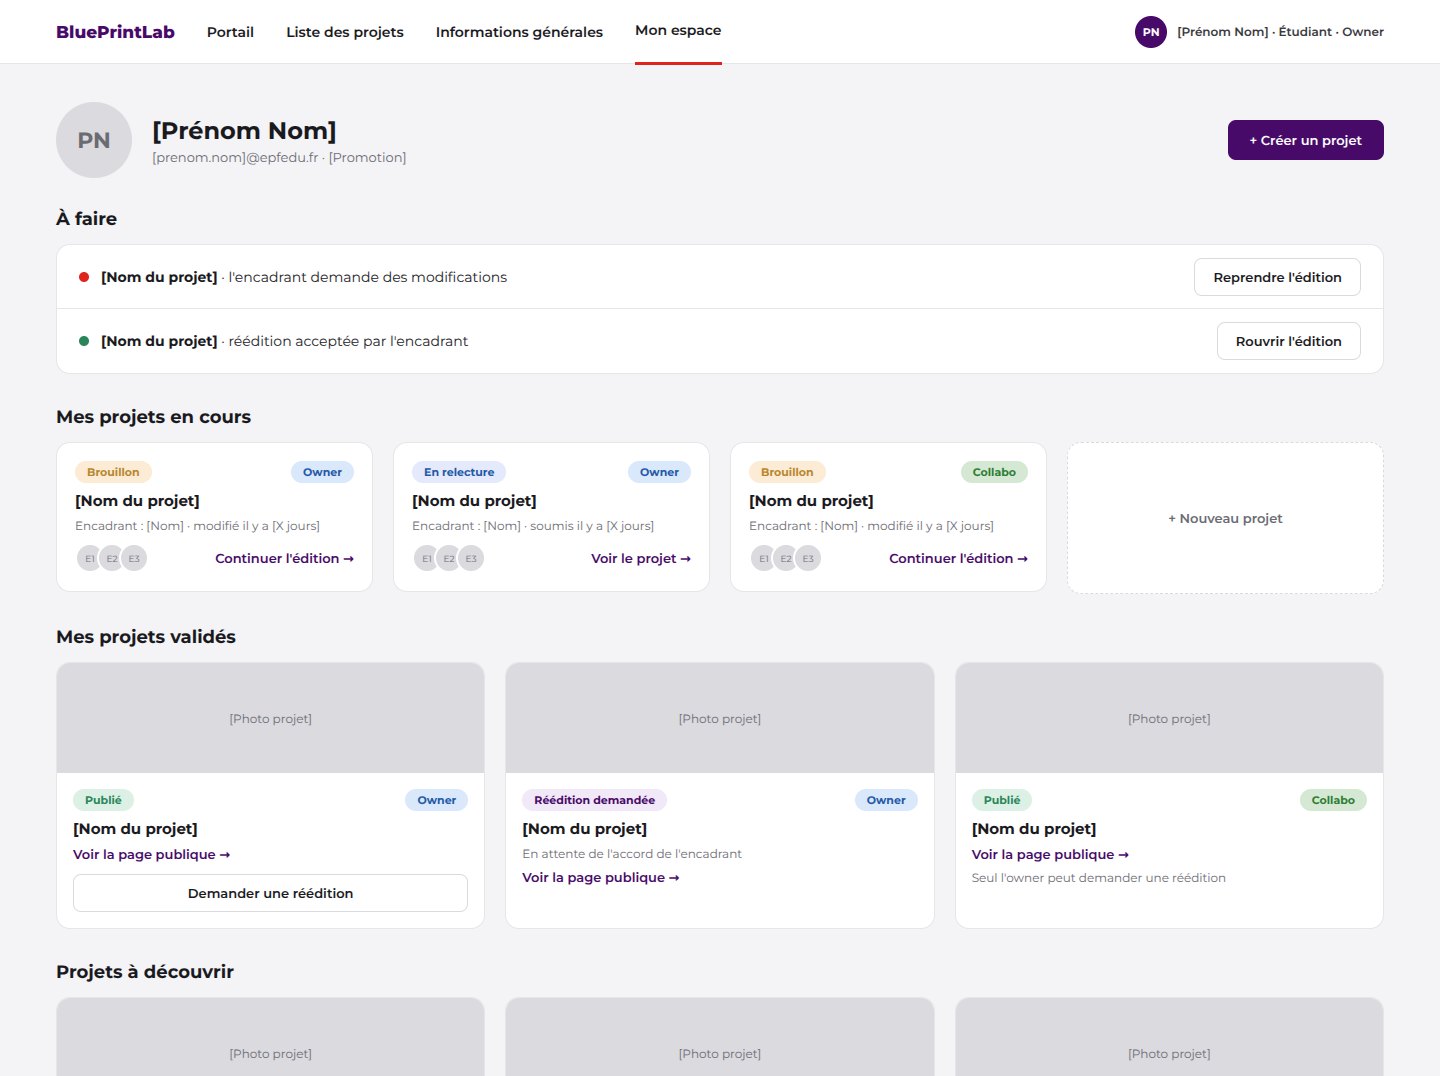 BluePrintLab Portail Liste des projets Informations générales Mon espace PN [Prénom Nom] · Étudiant · Owner
PN
[Prénom Nom]
[prenom.nom]@epfedu.fr · [Promotion]
+ Créer un projet
À faire
[Nom du projet] · l'encadrant demande des modifications Reprendre l'édition
[Nom du projet] · réédition acceptée par l'encadrant Rouvrir l'édition
Mes projets en cours
Brouillon Owner
[Nom du projet]
Encadrant : [Nom] · modifié il y a [X jours]
E1 E2 E3 Continuer l'édition →
En relecture Owner
[Nom du projet]
Encadrant : [Nom] · soumis il y a [X jours]
E1 E2 E3 Voir le projet →
Brouillon Collabo
[Nom du projet]
Encadrant : [Nom] · modifié il y a [X jours]
E1 E2 E3 Continuer l'édition →
+ Nouveau projet
Mes projets validés
[Photo projet]
Publié Owner
[Nom du projet]
Voir la page publique →
Demander une réédition
[Photo projet]
Réédition demandée Owner
[Nom du projet]
En attente de l'accord de l'encadrant
Voir la page publique →
[Photo projet]
Publié Collabo
[Nom du projet]
Voir la page publique →
Seul l'owner peut demander une réédition
Projets à découvrir
[Photo projet]
[Photo projet]
[Photo projet]